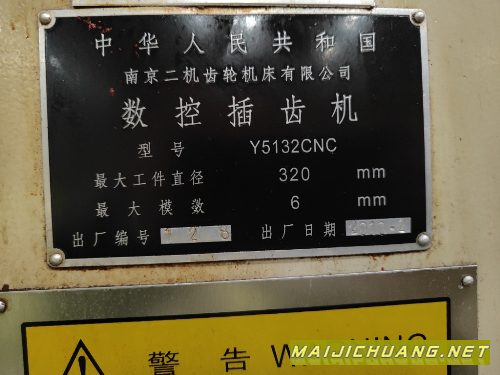 中华人民共和国
南京二机齿轮机床有限公司
数控插齿机
型号 Y5132CNC
最大工件直径 320 mm
最大模数 6 mm
出厂编号 128 出厂日期
警告 WARNING
MAIJICHUANG.NET